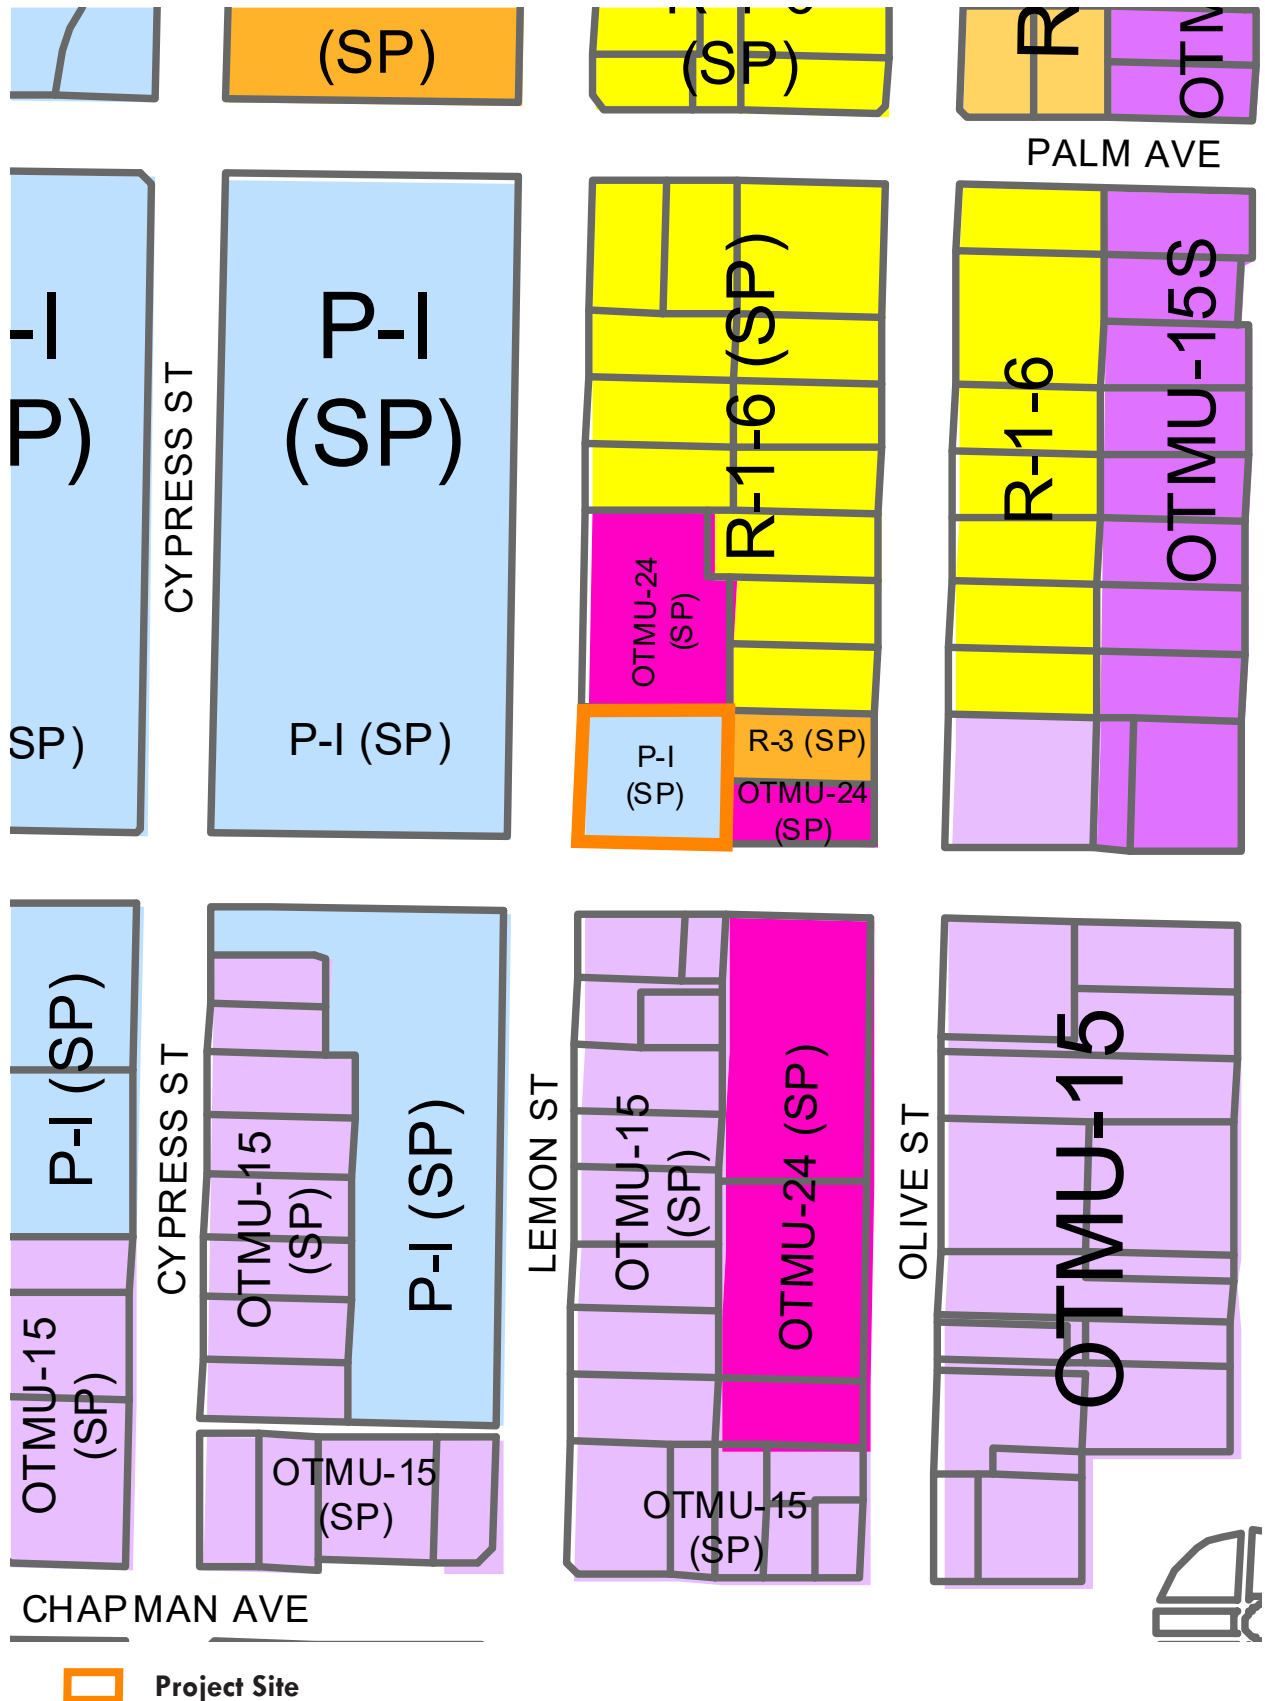 (SP)
(SP)
R
OTM
PALM AVE
-I
P)
SP)
CYPRESS ST
P-I
(SP)
P-I (SP)
R-1-6 (SP)
OTMU-24
(SP)
P-I
(SP)
R-3 (SP)
OTMU-24
(SP)
R-1-6
OTMU-15S
P-I (SP)
CYPRESS ST
OTMU-15
(SP)
P-I (SP)
LEMON ST
OTMU-15
(SP)
OTMU-24 (SP)
OLIVE ST
OTMU-15
OTMU-15
(SP)
OTMU-15
(SP)
OTMU-15
(SP)
CHAPMAN AVE
Project Site